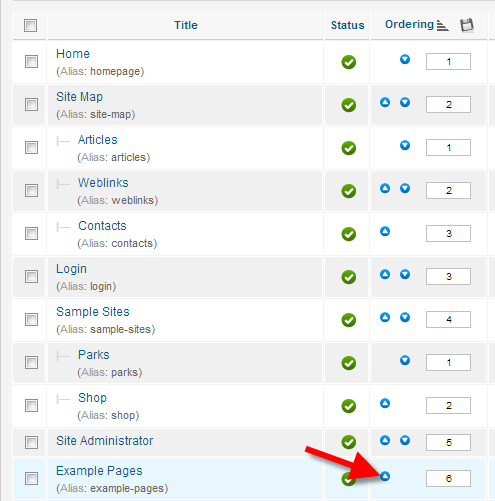 Title Status Ordering
Home 1
(Alias: homepage)
Site Map 2
(Alias: site-map)
Articles 1
(Alias: articles)
Weblinks 2
(Alias: weblinks)
Contacts 3
(Alias: contacts)
Login 3
(Alias: login)
Sample Sites 4
(Alias: sample-sites)
Parks 1
(Alias: parks)
Shop 2
(Alias: shop)
Site Administrator 5
Example Pages 6
(Alias: example-pages)